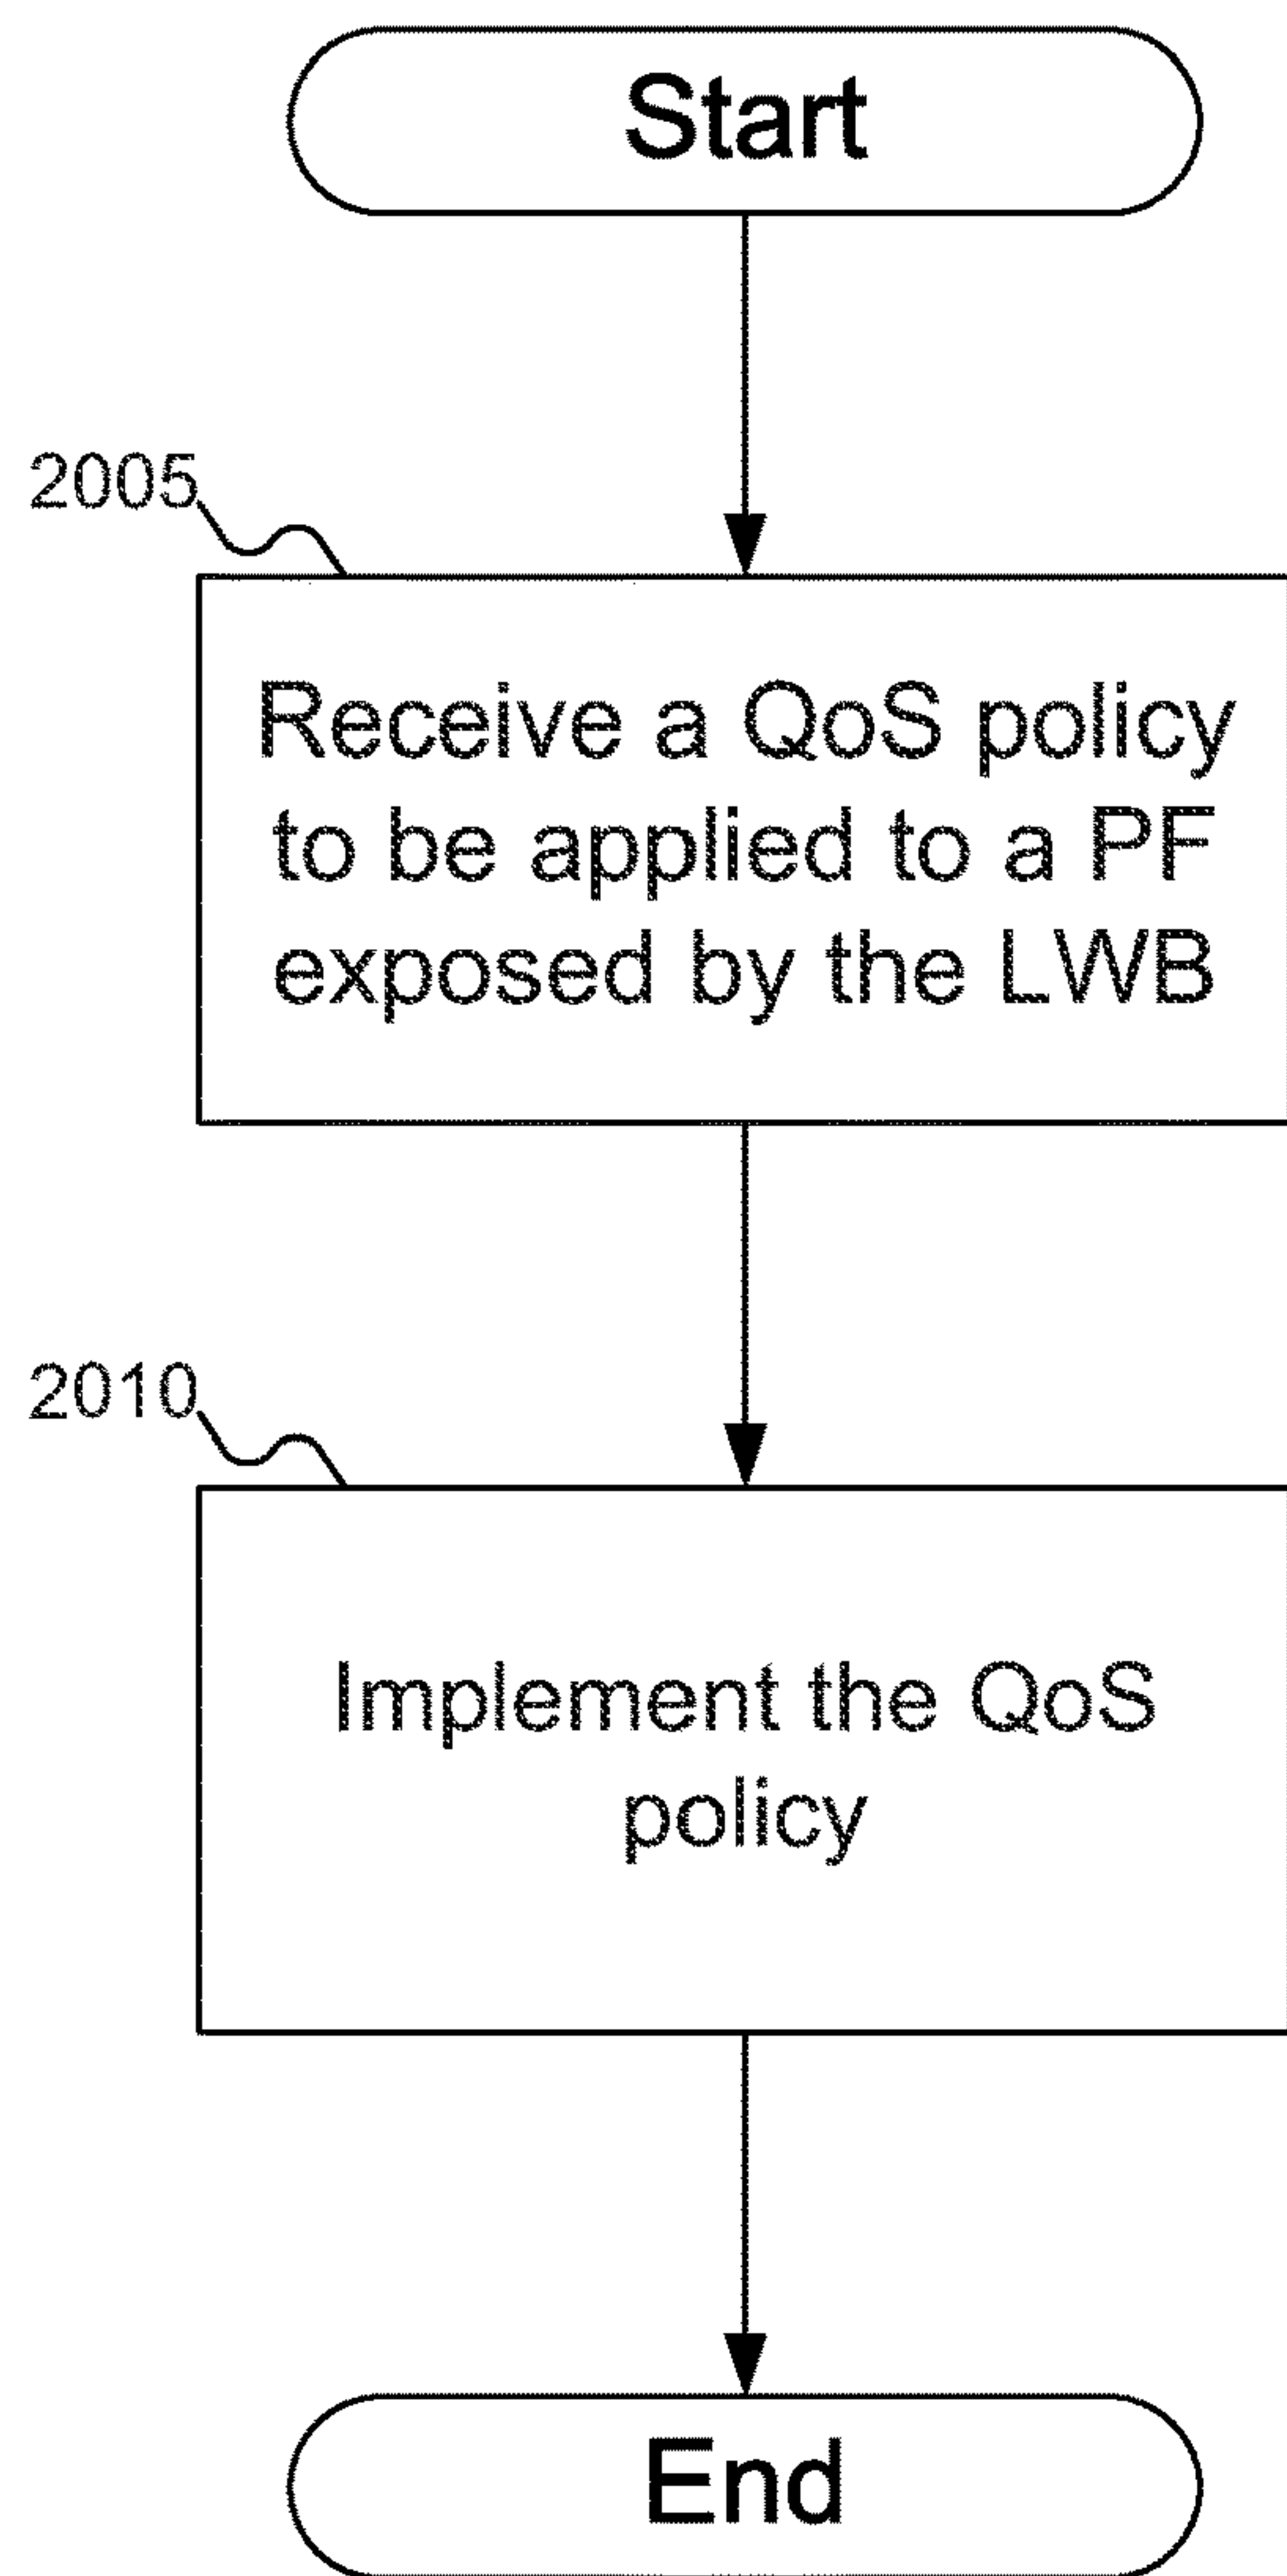 Start
2005
Receive a QoS policy
to be applied to a PF
exposed by the LWB
2010
Implement the QoS
policy
End